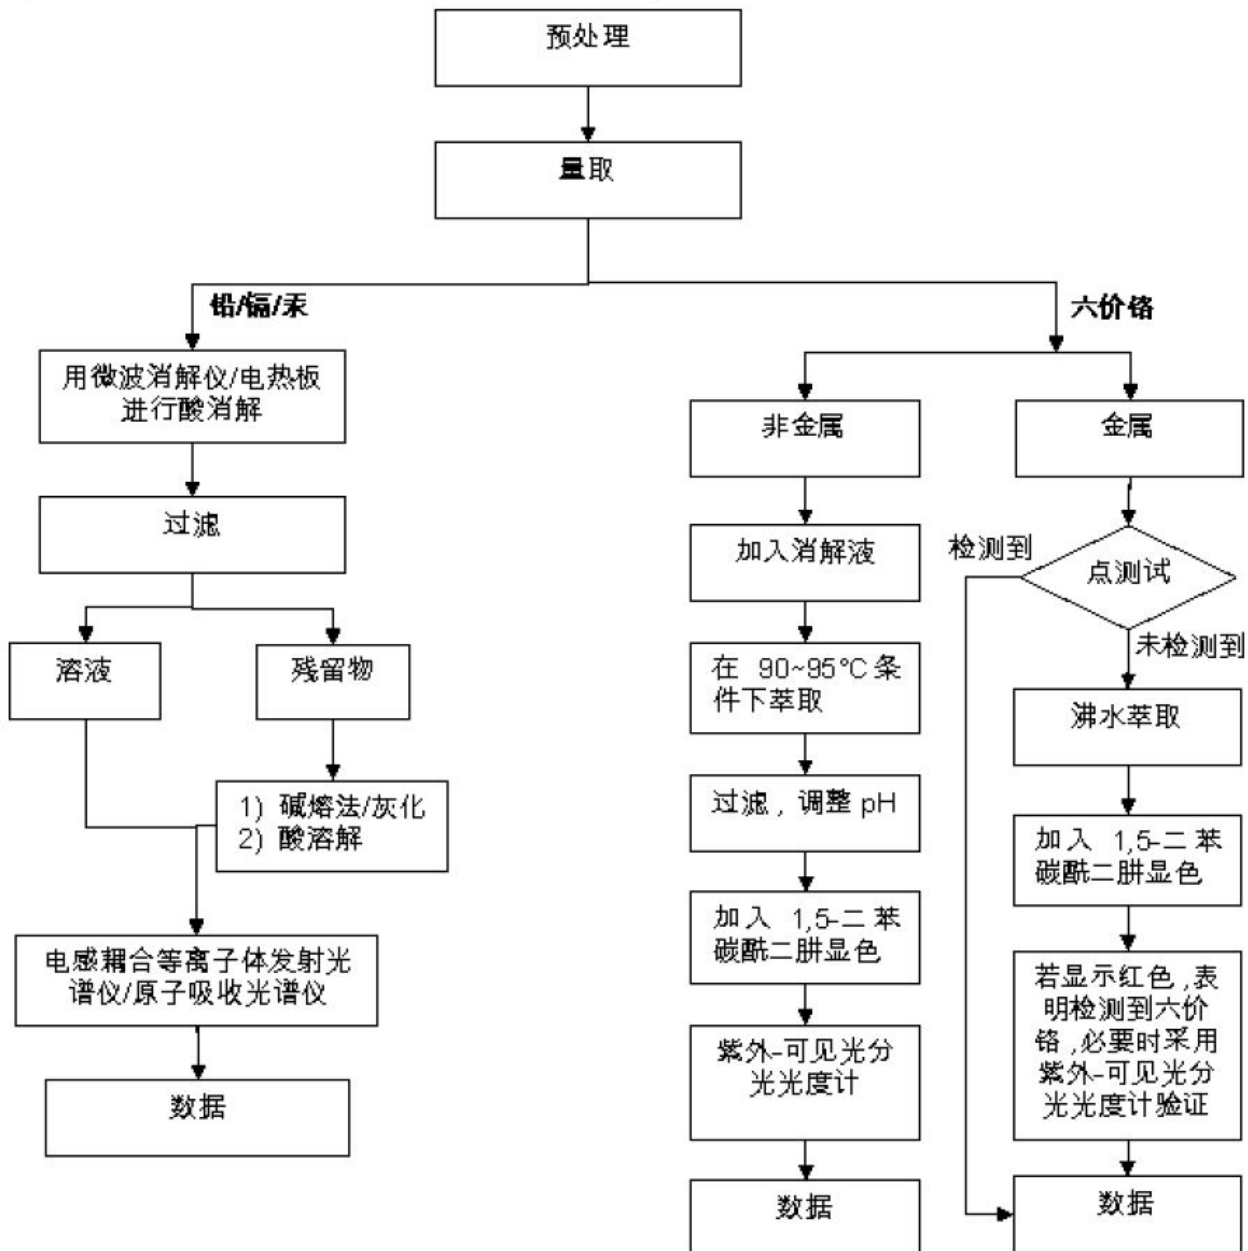 预处理
量取
铅/镉/汞
六价铬
用微波消解仪/电热板
进行酸消解
过滤
溶液
残留物
1) 碱熔法/灰化
2) 酸溶解
电感耦合等离子体发射光
谱仪/原子吸收光谱仪
数据
非金属
加入消解液
在 90~95°C 条
件下萃取
过滤, 调整 pH
加入 1,5-二苯
碳酰二肼显色
紫外-可见光分
光光度计
数据
金属
点测试
检测到
未检测到
沸水萃取
加入 1,5-二苯
碳酰二肼显色
若显示红色,表
明检测到六价
铬,必要时采用
紫外-可见光分
光光度计验证
数据